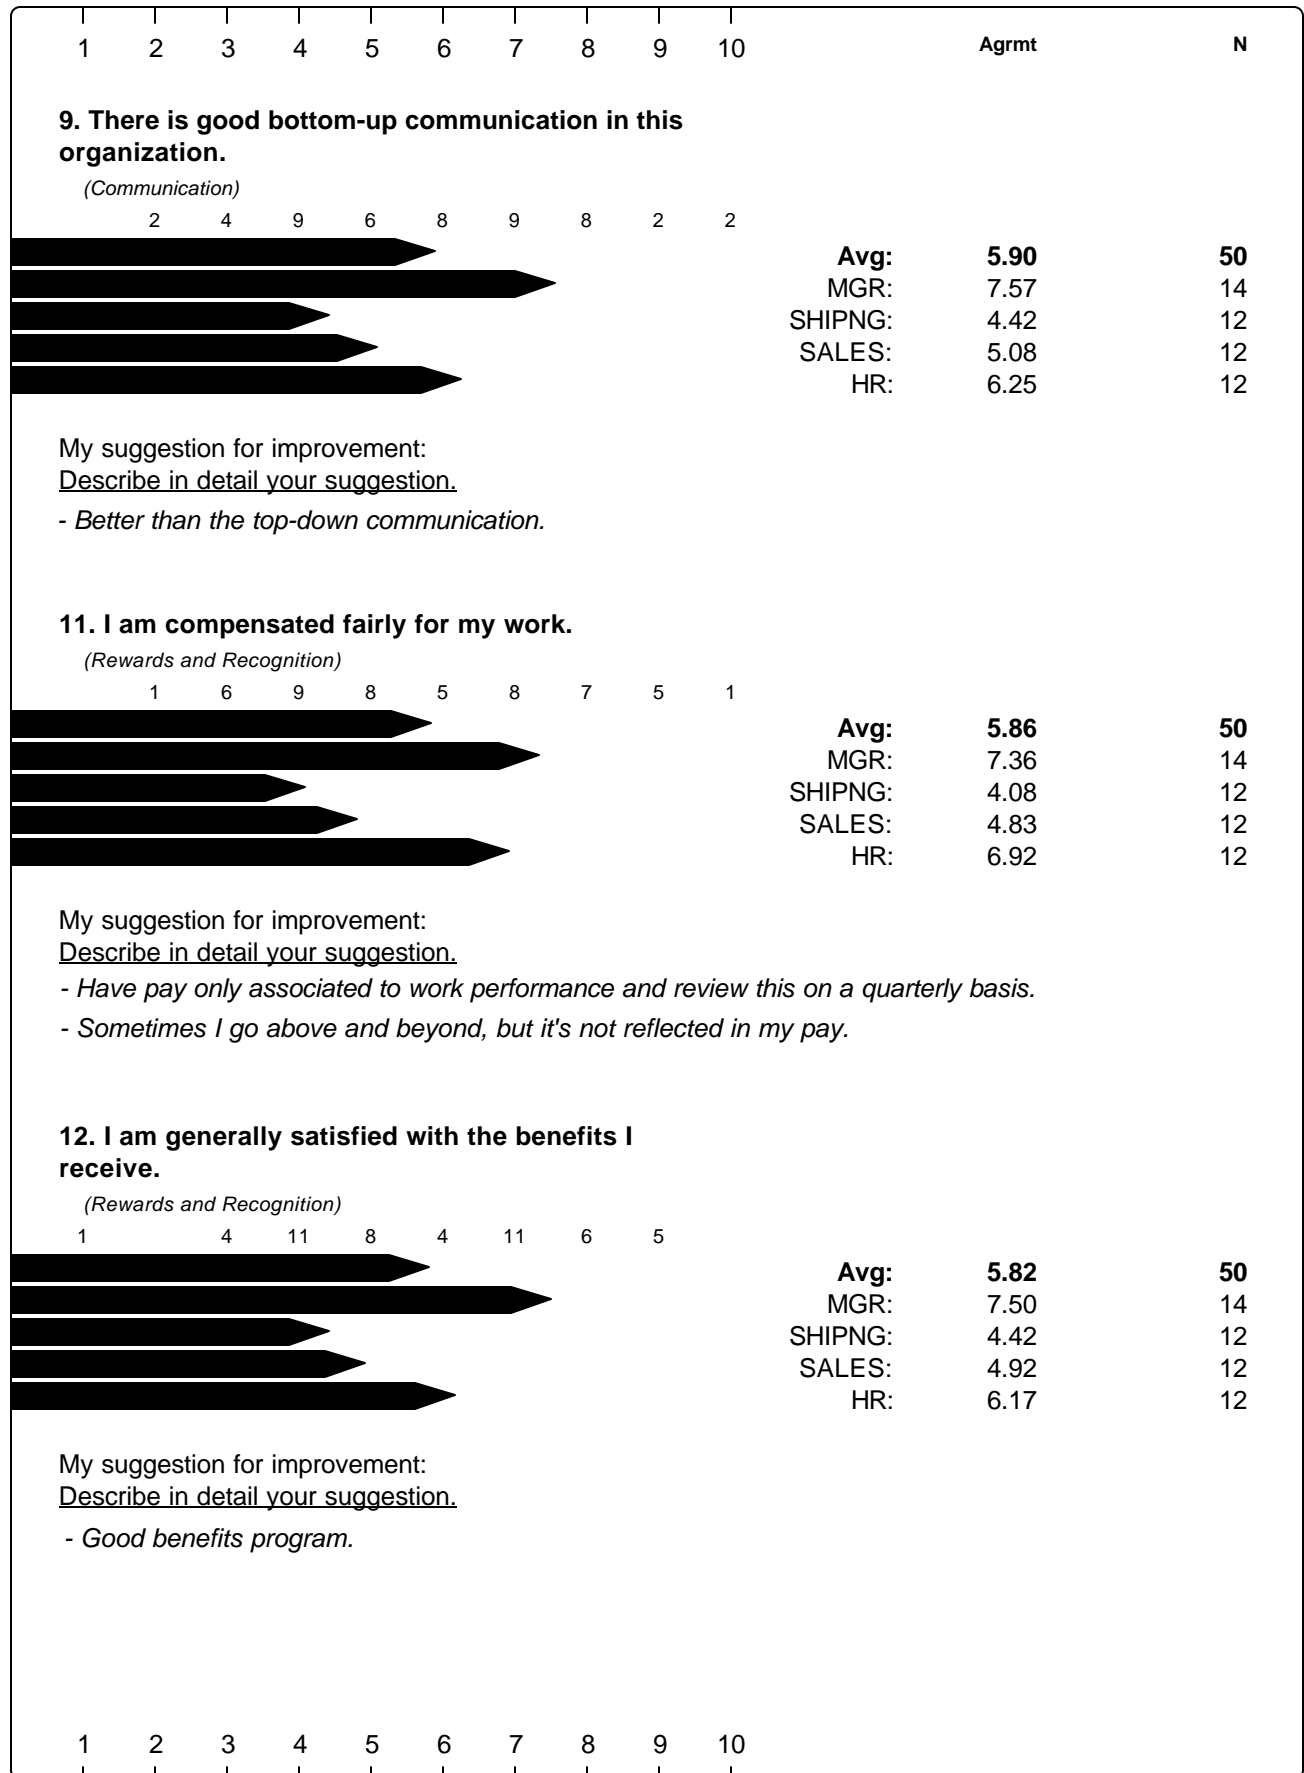 1 2 3 4 5 6 7 8 9 10 Agrmt N
9. There is good bottom-up communication in this
organization.
(Communication)
2 4 9 6 8 9 8 2 2
Avg: 5.90 50
MGR: 7.57 14
SHIPNG: 4.42 12
SALES: 5.08 12
HR: 6.25 12
My suggestion for improvement:
Describe in detail your suggestion.
- Better than the top-down communication.
11. I am compensated fairly for my work.
(Rewards and Recognition)
1 6 9 8 5 8 7 5 1
Avg: 5.86 50
MGR: 7.36 14
SHIPNG: 4.08 12
SALES: 4.83 12
HR: 6.92 12
My suggestion for improvement:
Describe in detail your suggestion.
- Have pay only associated to work performance and review this on a quarterly basis.
- Sometimes I go above and beyond, but it's not reflected in my pay.
12. I am generally satisfied with the benefits I
receive.
(Rewards and Recognition)
1 4 11 8 4 11 6 5
Avg: 5.82 50
MGR: 7.50 14
SHIPNG: 4.42 12
SALES: 4.92 12
HR: 6.17 12
My suggestion for improvement:
Describe in detail your suggestion.
- Good benefits program.
1 2 3 4 5 6 7 8 9 10